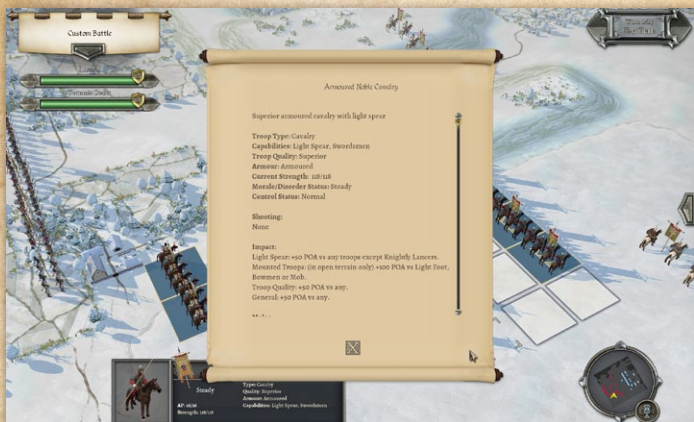 Custom Battle
Armoured Noble Cavalry
Superior armoured cavalry with light spear
Troop Type: Cavalry
Capabilities: Light Spear, Swordsmen
Troop Quality: Superior
Armour: Armoured
Current Strength: 118/118
Morale/Disorder Status: Steady
Control Status: Normal
Shooting:
None
Impact:
Light Spear: +50 POA vs any troops except Knightly Lancers.
Mounted Troops: (in open terrain only) +100 POA vs Light Foot,
Bowmen or Mob.
Troop Quality: +50 POA vs any.
General: +50 POA vs any.
Steady
Type: Cavalry
Quality: Superior
Armour: Armoured
Capabilities: Light Spear, Swordsmen
Strength: 118/118